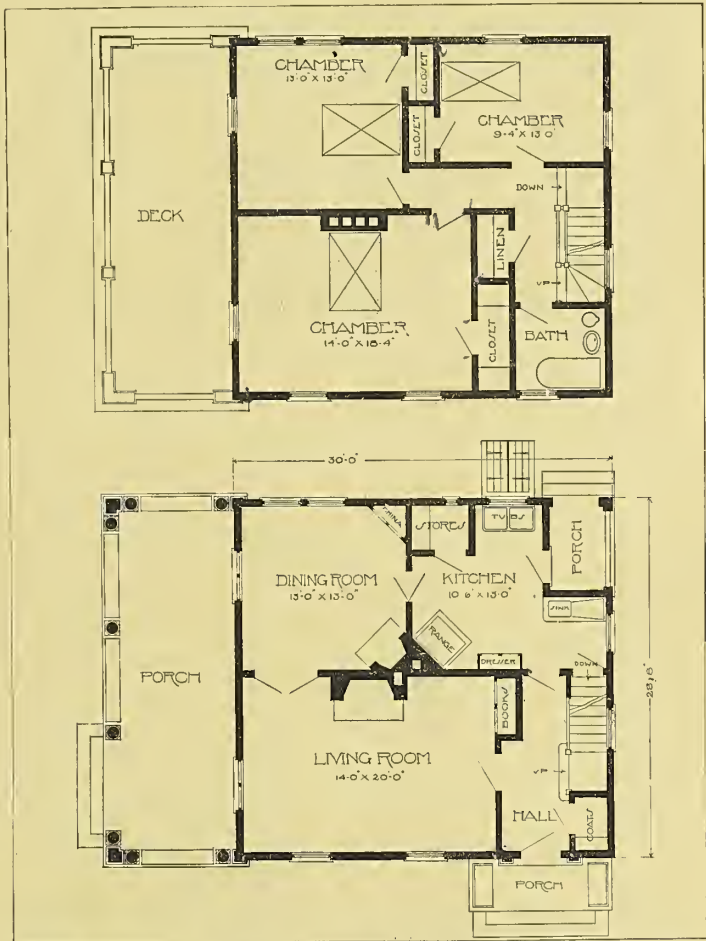 CHAMBER
13'-0" X 13'-0"
CLOSET
CLOSET
CHAMBER
9'-4" X 13'-0"
DECK
DOWN
LINEN
UP
CHAMBER
14'-0" X 18'-4"
CLOSET
BATH
30'-0"
CHINA
STORES
TUBS
PORCH
DINING ROOM
13'-0" X 13'-0"
KITCHEN
10'-6" X 13'-0"
SINK
RANGE
DRESSER
DOWN
PORCH
BOOKS
28'-6"
LIVING ROOM
14'-0" X 20'-0"
UP
HALL
COATS
PORCH